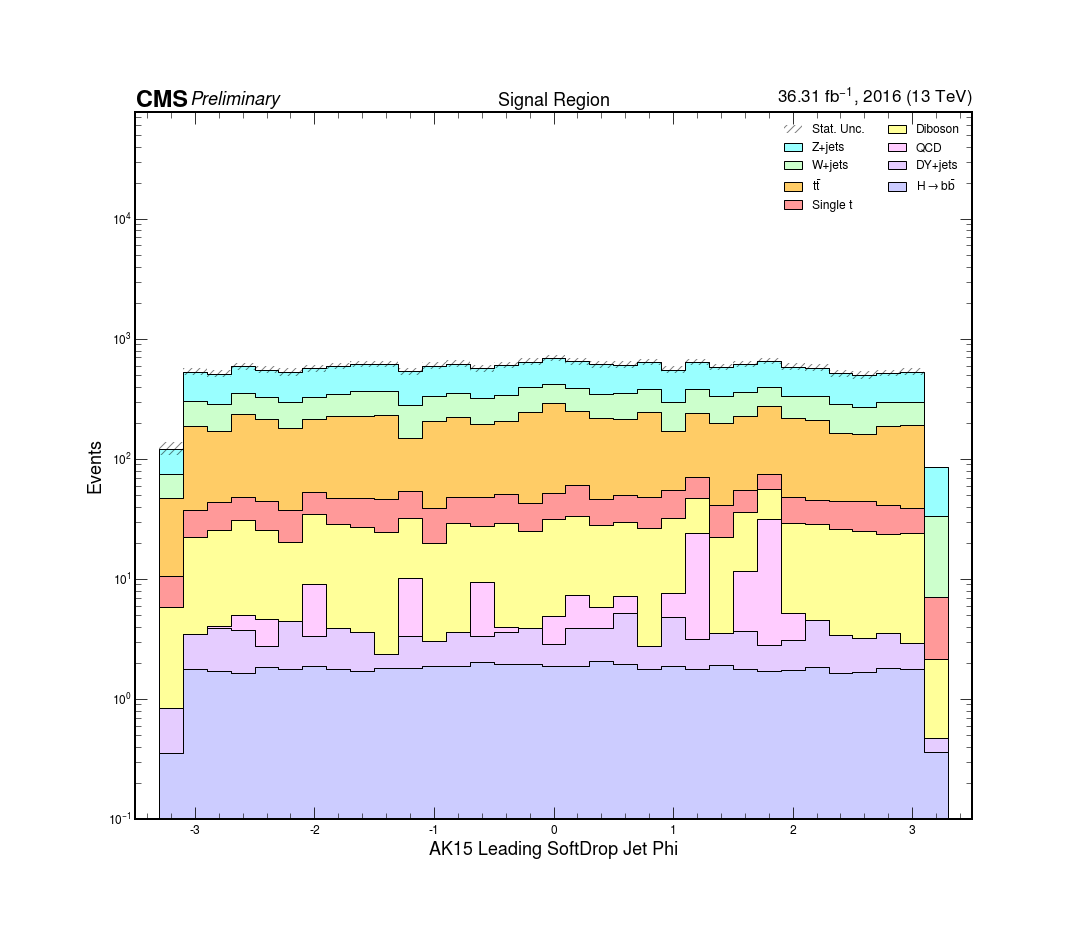 CMS Preliminary Signal Region 36.31 fb⁻¹, 2016 (13 TeV)
Stat. Unc. Diboson
Z+jets QCD
W+jets DY+jets
tt̄ H→bb̄
Single t
10⁴
10³
10²
10¹
10⁰
10⁻¹
Events
-3 -2 -1 0 1 2 3
AK15 Leading SoftDrop Jet Phi